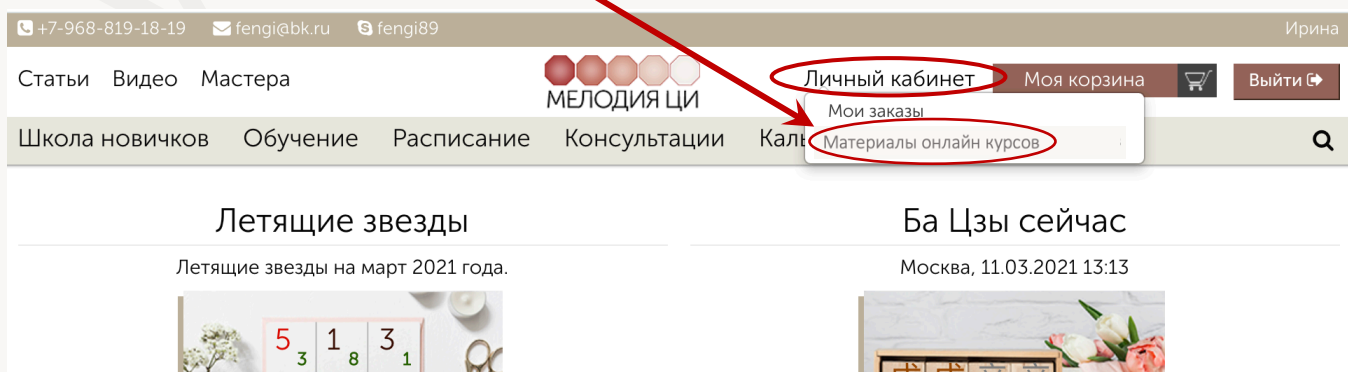 +7-968-819-18-19 fengi@bk.ru fengi89 Ирина
Статьи Видео Мастера МЕЛОДИЯ ЦИ Личный кабинет Моя корзина Выйти
Мои заказы
Школа новичков Обучение Расписание Консультации Каль
Материалы онлайн курсов
Летящие звезды
Летящие звезды на март 2021 года.
5 3 1 8 3 1
Ба Цзы сейчас
Москва, 11.03.2021 13:13